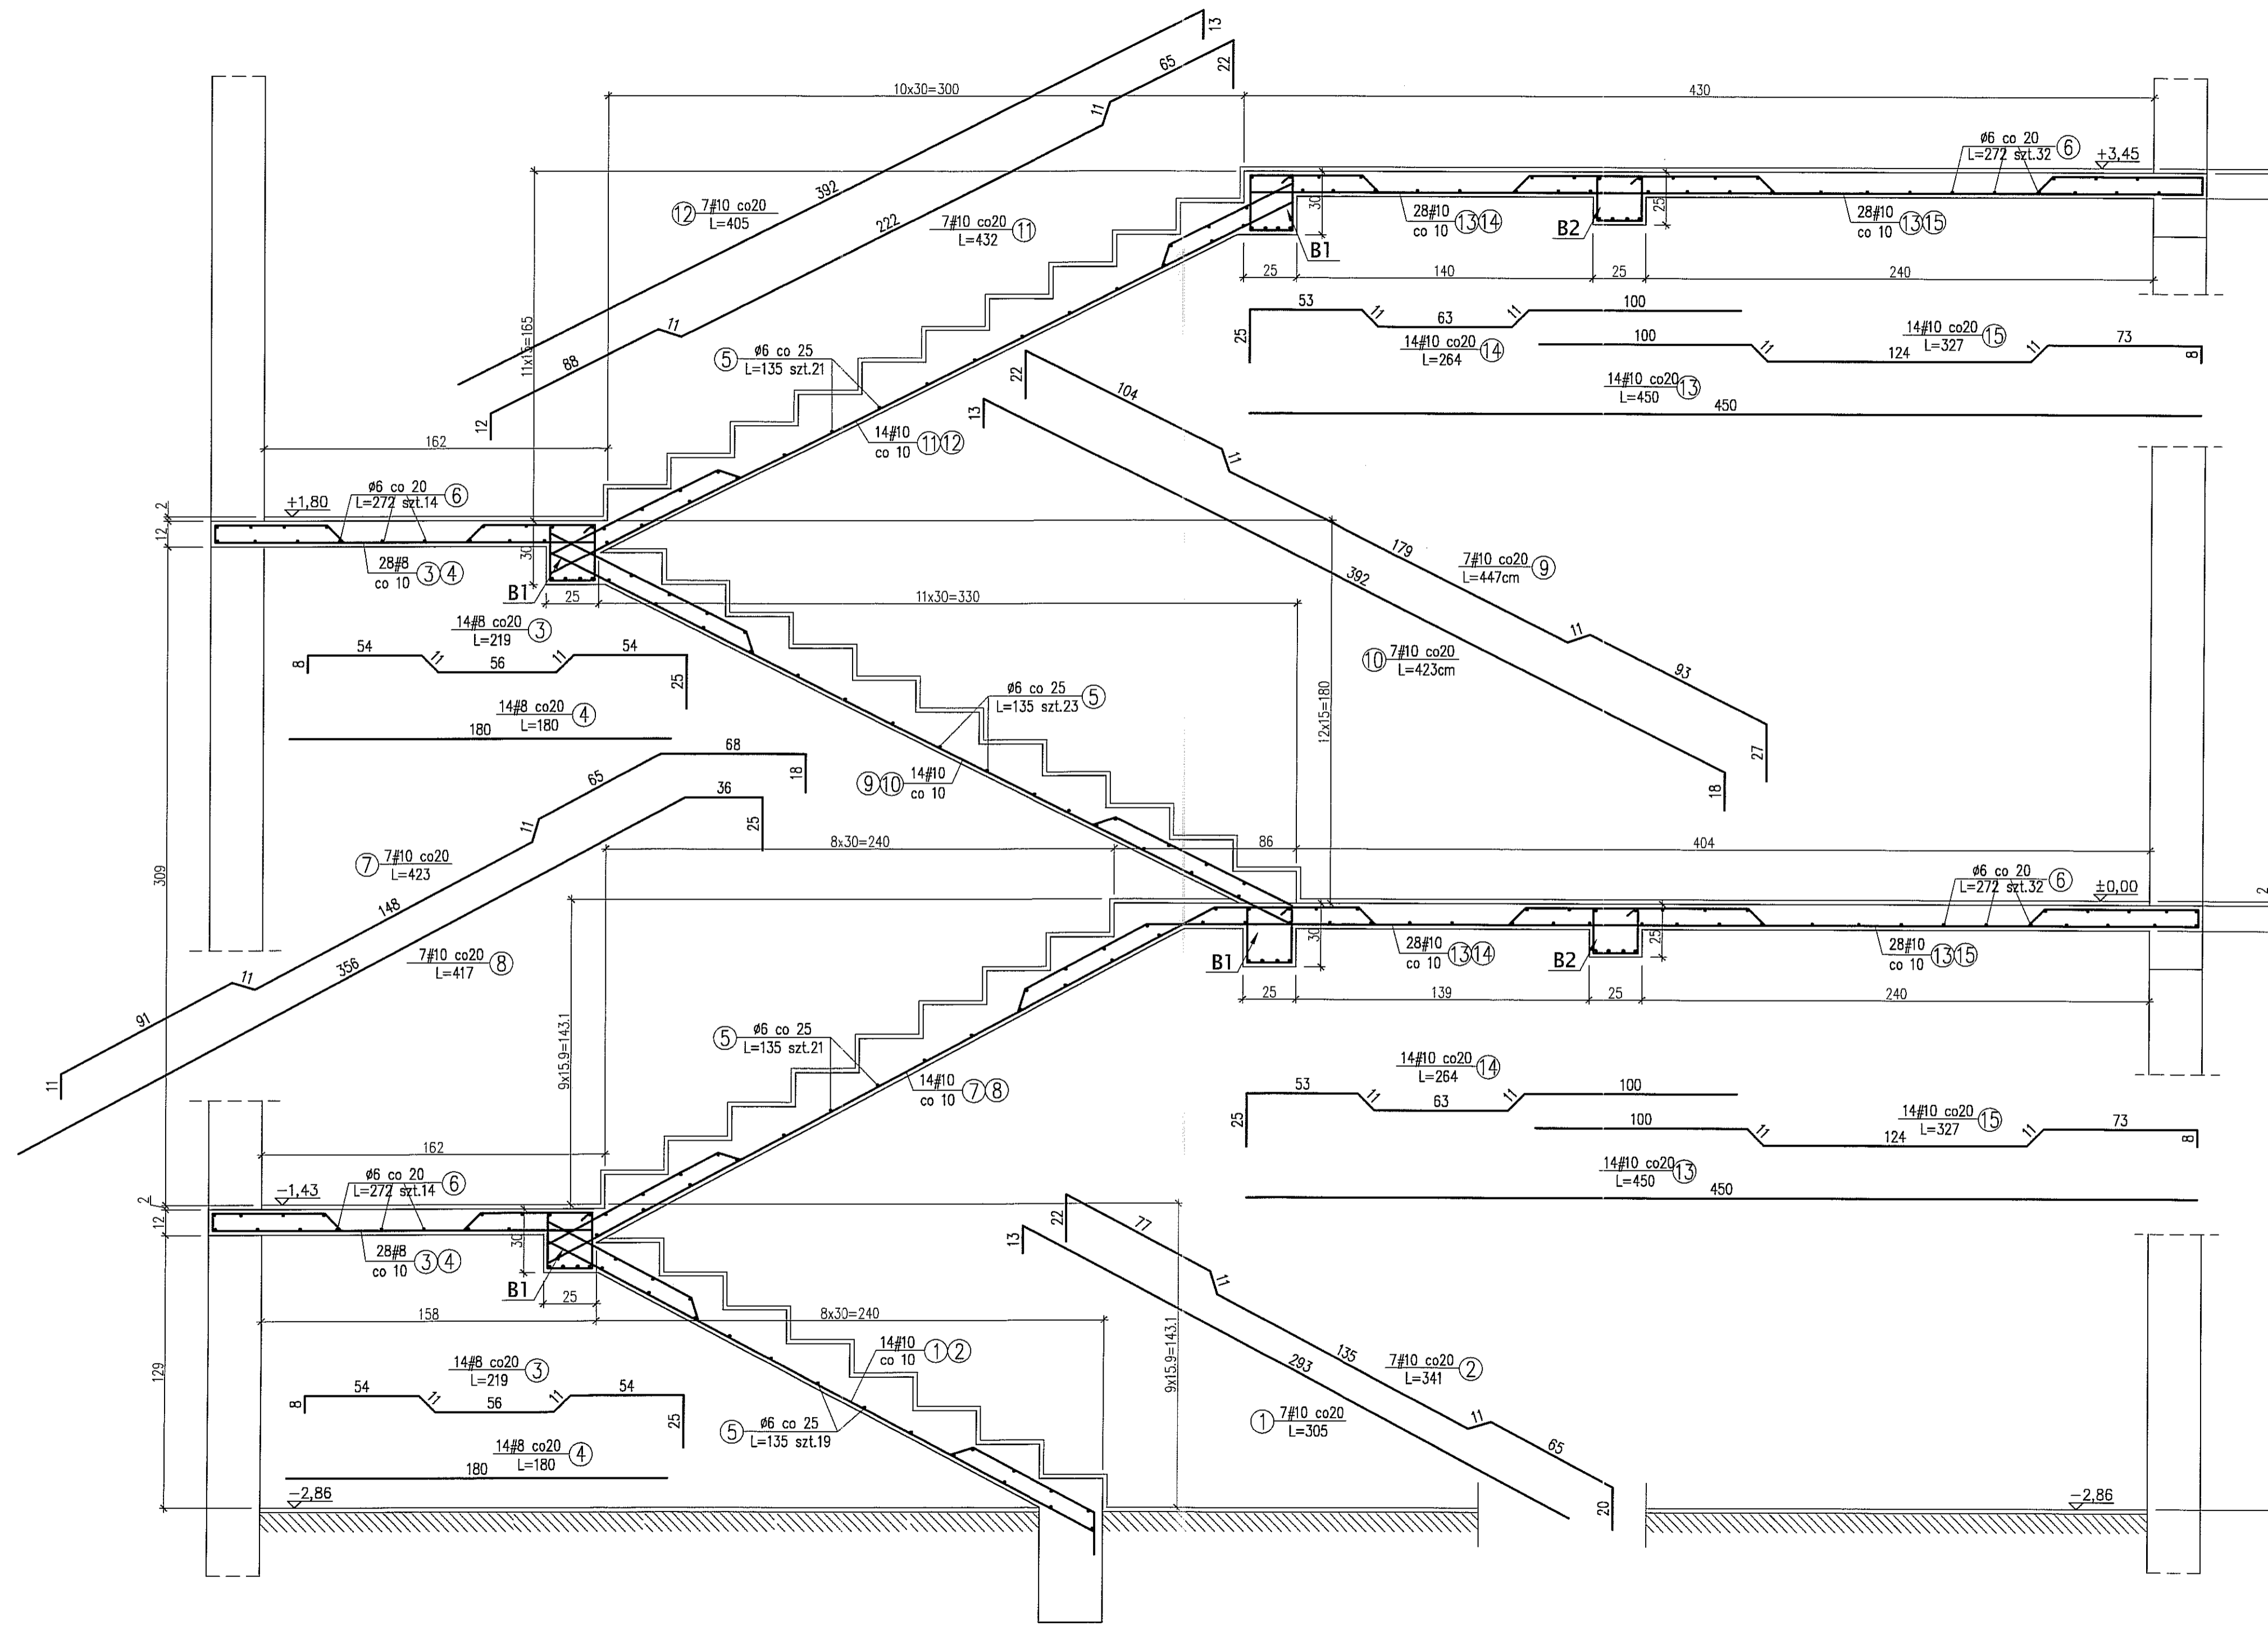 13
65
22
10x30=300
430
11
ø6 co 20
L=272 szt.32 6
+3,45
392
12 7#10 co20
L=405
222
7#10 co20 11
L=432
30
25
28#10
co 10 13 14
28#10
co 10 13 15
B2
B1
25
140
25
240
11x15=165
11
88
12
5 ø6 co 25
L=135 szt.21
53
11
63
11
100
25
14#10 co20 14
L=264
100
11
124
14#10 co20 15
L=327
11
73
8
14#10 co20 13
L=450
450
22
104
13
11
162
14#10
co 10 11 12
2
12
+1,80
ø6 co 20
L=272 szt.14 6
30
28#8
co 10 3 4
B1
25
11x30=330
179
392
7#10 co20 9
L=447cm
11
10 7#10 co20
L=423cm
93
27
18
14#8 co20 3
L=219
54
11
56
11
54
8
25
14#8 co20 4
L=180
180
ø6 co 25
L=135 szt.23 5
12x15=180
9 10 14#10
co 10
68
18
65
36
25
11
7 7#10 co20
L=423
148
356
7#10 co20 8
L=417
11
91
11
309
8x30=240
86
404
ø6 co 20
L=272 szt.32 6
±0,00
2
30
25
28#10
co 10 13 14
28#10
co 10 13 15
B1
B2
25
139
25
240
9x15.9=143.1
5 ø6 co 25
L=135 szt.21
14#10
co 10 7 8
14#10 co20 14
L=264
53
11
63
11
100
25
100
11
124
14#10 co20 15
L=327
11
73
8
14#10 co20 13
L=450
450
162
2
12
-1,43
ø6 co 20
L=272 szt.14 6
30
28#8
co 10 3 4
B1
25
158
8x30=240
22
77
13
11
9x15.9=143.1
135
293
7#10 co20 2
L=341
1 7#10 co20
L=305
11
65
20
129
14#8 co20 3
L=219
54
11
56
11
54
8
25
14#8 co20 4
L=180
180
14#10
co 10 1 2
5 ø6 co 25
L=135 szt.19
-2,86
-2,86